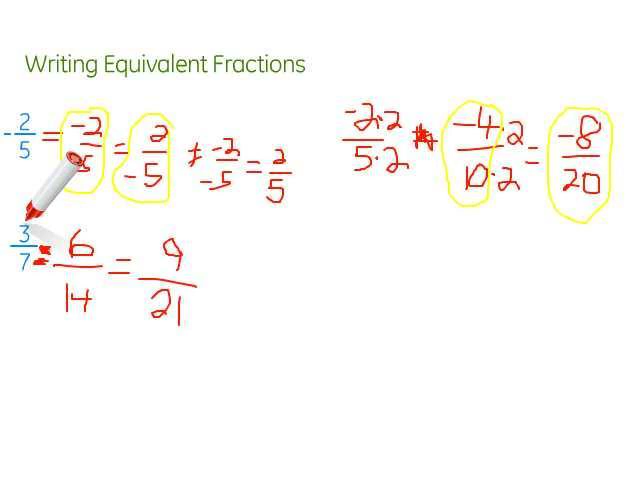 Writing Equivalent Fractions
-2/5 = -2/5 = 2/-5 ≠ -2/-5 = 2/5
-2·2/5·2 -4·2/10·2 = -8/20
3/7 = 6/14 = 9/21